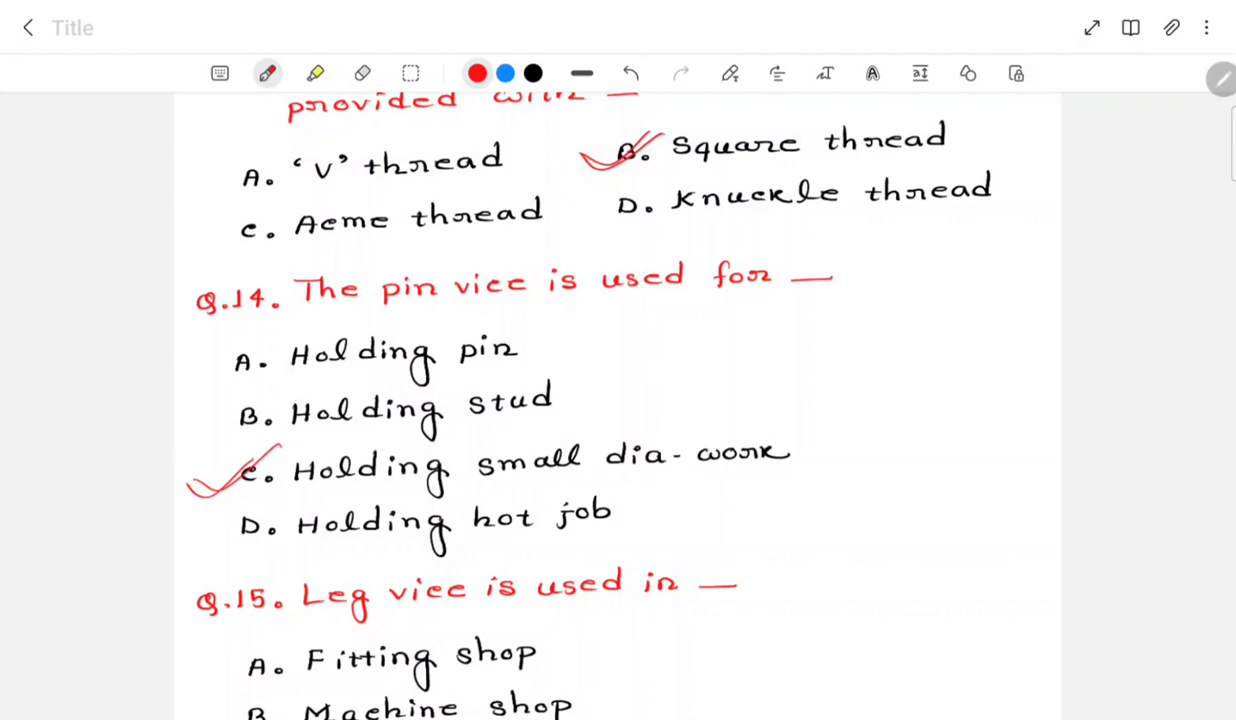 Title
provided with —
A. 'v' thread B. Square thread
C. Acme thread D. Knuckle thread
Q.14. The pin vice is used for —
A. Holding pin
B. Holding stud
C. Holding small dia- work
D. Holding hot job
Q.15. Leg vice is used in —
A. Fitting shop
B. Machine shop